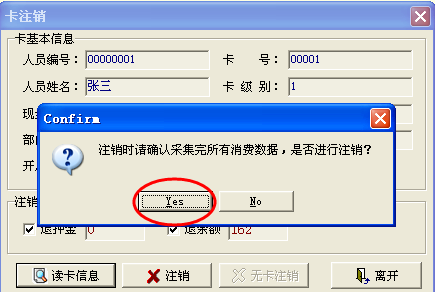 卡注销
卡基本信息
人员编号： 00000001 卡 号： 00001
人员姓名： 张三 卡 级 别： 1
Confirm
注销时请确认采集完所有消费数据，是否进行注销？
Yes No
注销
退押金 0 退余额 162
读卡信息 注销 无卡注销 离开